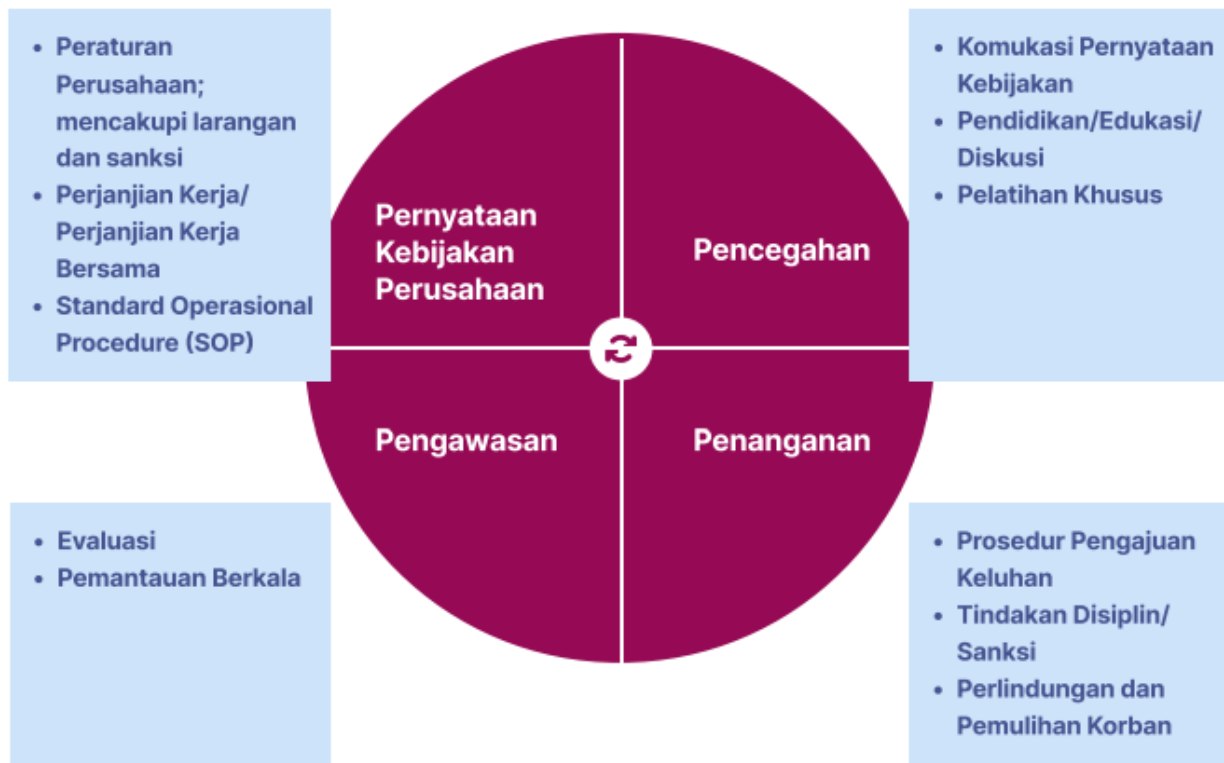 • Peraturan
Perusahaan;
mencakupi larangan
dan sanksi
• Perjanjian Kerja/
Perjanjian Kerja
Bersama
• Standard Operasional
Procedure (SOP)
Pernyataan
Kebijakan
Perusahaan
Pencegahan
• Komukasi Pernyataan
Kebijakan
• Pendidikan/Edukasi/
Diskusi
• Pelatihan Khusus
Pengawasan
Penanganan
• Evaluasi
• Pemantauan Berkala
• Prosedur Pengajuan
Keluhan
• Tindakan Disiplin/
Sanksi
• Perlindungan dan
Pemulihan Korban